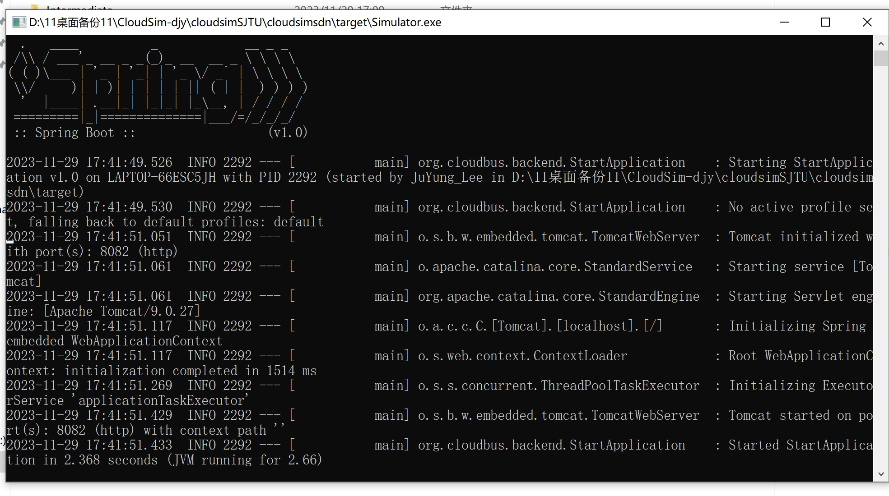 D:\11桌面备份11\CloudSim-djy\cloudsimSJTU\cloudsimsdn\target\Simulator.exe
:: Spring Boot :: (v1.0)
2023-11-29 17:41:49.526  INFO 2292 --- [           main] org.cloudbus.backend.StartApplication    : Starting StartApplic
ation v1.0 on LAPTOP-66ESC5JH with PID 2292 (started by JuYung_Lee in D:\11桌面备份11\CloudSim-djy\cloudsimSJTU\cloudsim
sdn\target)
2023-11-29 17:41:49.530  INFO 2292 --- [           main] org.cloudbus.backend.StartApplication    : No active profile se
t, falling back to default profiles: default
2023-11-29 17:41:51.051  INFO 2292 --- [           main] o.s.b.w.embedded.tomcat.TomcatWebServer  : Tomcat initialized w
ith port(s): 8082 (http)
2023-11-29 17:41:51.061  INFO 2292 --- [           main] o.apache.catalina.core.StandardService   : Starting service [To
mcat]
2023-11-29 17:41:51.061  INFO 2292 --- [           main] org.apache.catalina.core.StandardEngine  : Starting Servlet eng
ine: [Apache Tomcat/9.0.27]
2023-11-29 17:41:51.117  INFO 2292 --- [           main] o.a.c.c.C.[Tomcat].[localhost].[/]       : Initializing Spring
embedded WebApplicationContext
2023-11-29 17:41:51.117  INFO 2292 --- [           main] o.s.web.context.ContextLoader            : Root WebApplicationC
ontext: initialization completed in 1514 ms
2023-11-29 17:41:51.269  INFO 2292 --- [           main] o.s.s.concurrent.ThreadPoolTaskExecutor  : Initializing Executo
rService 'applicationTaskExecutor'
2023-11-29 17:41:51.429  INFO 2292 --- [           main] o.s.b.w.embedded.tomcat.TomcatWebServer  : Tomcat started on po
rt(s): 8082 (http) with context path ''
2023-11-29 17:41:51.433  INFO 2292 --- [           main] org.cloudbus.backend.StartApplication    : Started StartApplica
tion in 2.368 seconds (JVM running for 2.66)